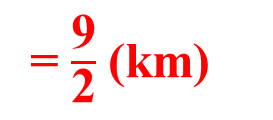 = 9/2 (km)